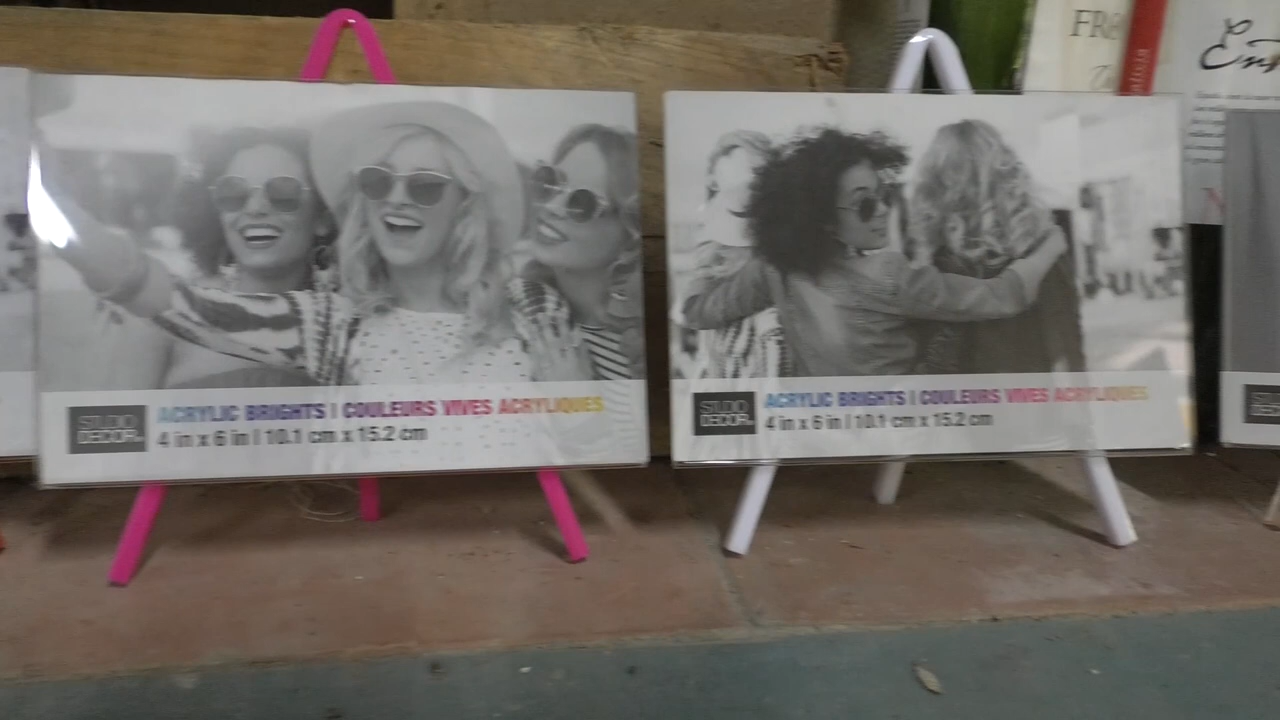 STUDIO
DECOR
ACRYLIC BRIGHTS | COULEURS VIVES ACRYLIQUES
4 in x 6 in | 10.1 cm x 15.2 cm
STUDIO
DECOR
ACRYLIC BRIGHTS | COULEURS VIVES ACRYLIQUES
4 in x 6 in | 10.1 cm x 15.2 cm